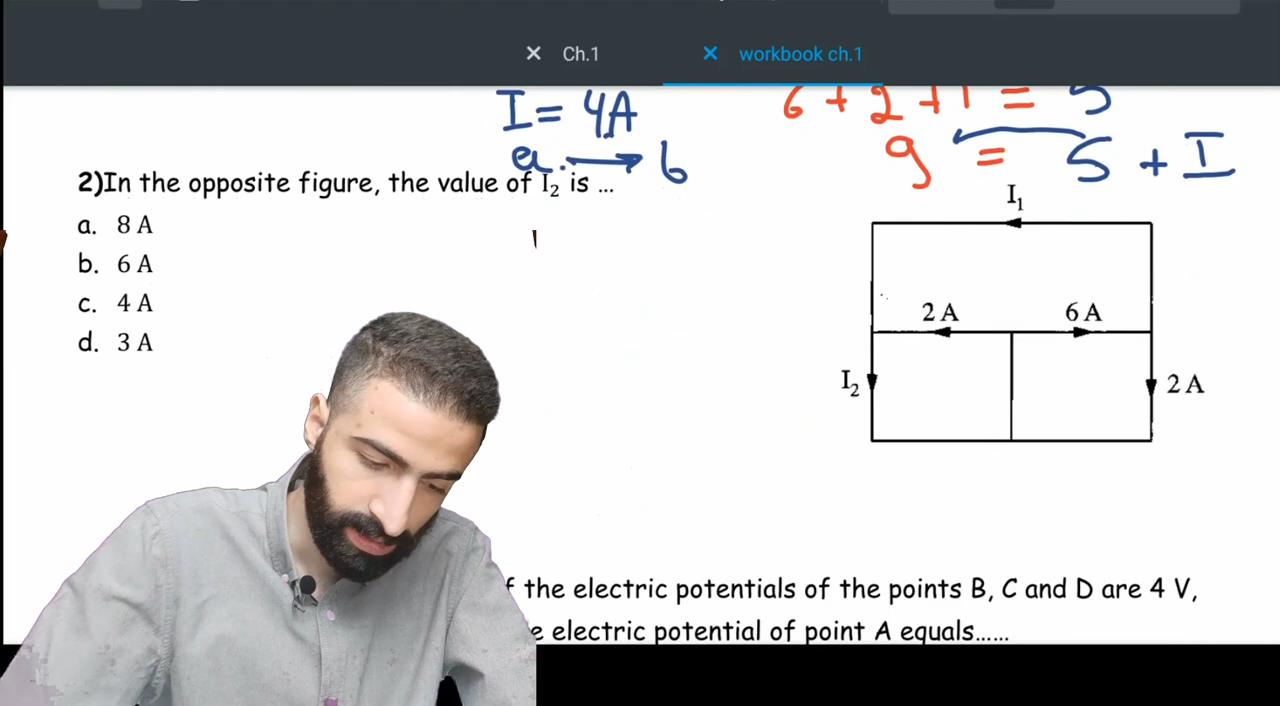 Ch.1
workbook ch.1
I = 4A
6 + 2 + 1 = 5
a → b
9 = 5 + I
2)In the opposite figure, the value of I₂ is ...
a. 8 A
b. 6 A
c. 4 A
d. 3 A
I₁
2 A
6 A
I₂
2 A
f the electric potentials of the points B, C and D are 4 V,
e electric potential of point A equals......